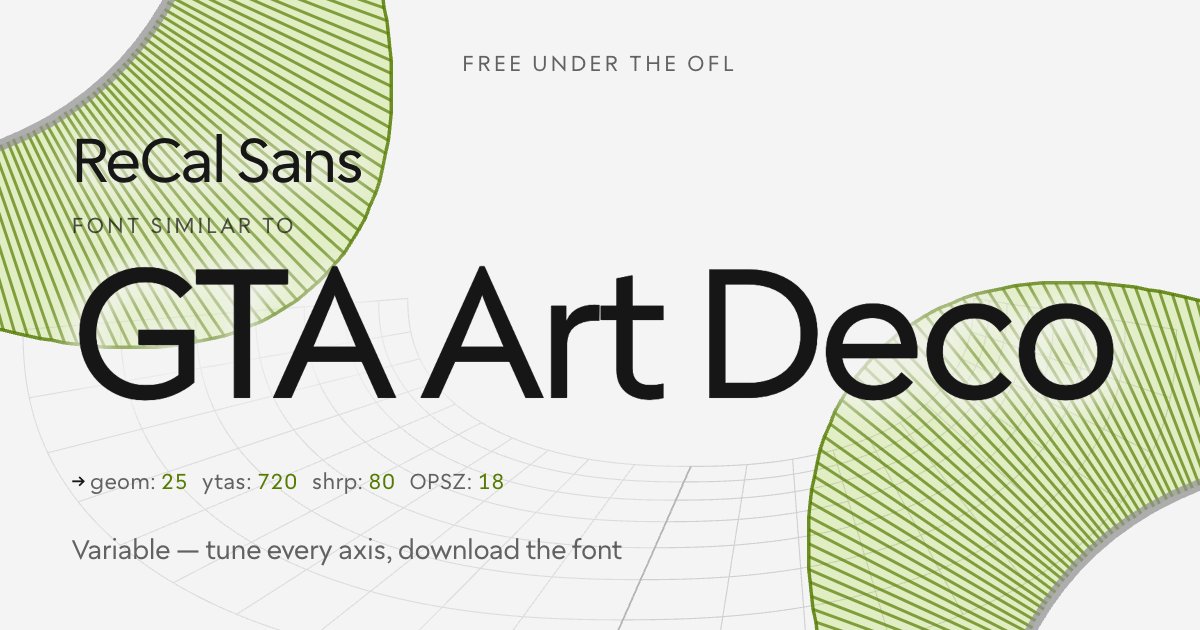 FREE UNDER THE OFL
ReCal Sans
FONT SIMILAR TO
GTA Art Deco
→ geom: 25 ytas: 720 shrp: 80 OPSZ: 18
Variable — tune every axis, download the font